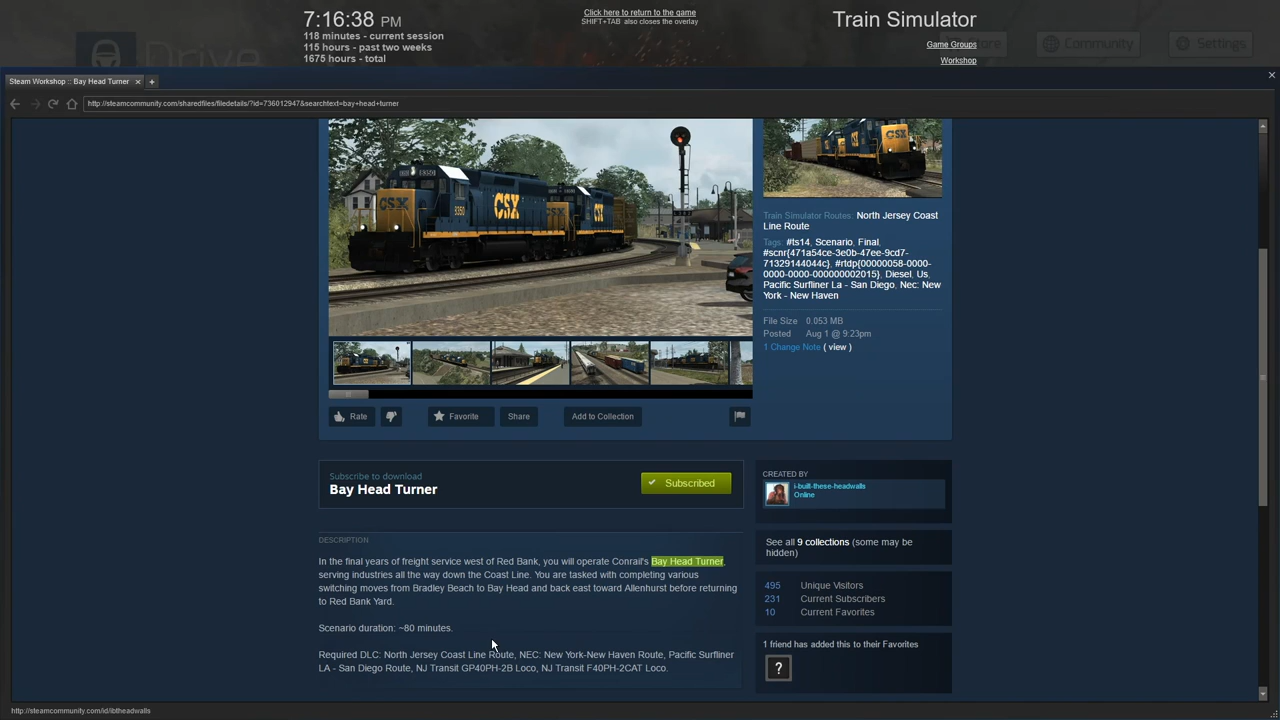 7:16:38 PM
118 minutes - current session
115 hours - past two weeks
1675 hours - total
Click here to return to the game
SHIFT+TAB also closes the overlay
Train Simulator
Game Groups
Workshop
Drive
Store
Community
Settings
Steam Workshop :: Bay Head Turner
http://steamcommunity.com/sharedfiles/filedetails/?id=736012947&searchtext=bay+head+turner
CSX
CSX
CSX
Train Simulator Routes: North Jersey Coast
Line Route
Tags: #ts14, Scenario, Final,
#scnr{471a54ce-3e0b-47ee-9cd7-
71329144044c}, #rtdp{00000058-0000-
0000-0000-000000002015}, Diesel, Us,
Pacific Surfliner La - San Diego, Nec: New
York - New Haven
File Size 0.053 MB
Posted Aug 1 @ 9:23pm
1 Change Note ( view )
Rate
Favorite
Share
Add to Collection
Subscribe to download
Bay Head Turner
Subscribed
CREATED BY
i-built-these-headwalls
Online
DESCRIPTION
In the final years of freight service west of Red Bank, you will operate Conrail's Bay Head Turner,
serving industries all the way down the Coast Line. You are tasked with completing various
switching moves from Bradley Beach to Bay Head and back east toward Allenhurst before returning
to Red Bank Yard.
Scenario duration: ~80 minutes.
Required DLC: North Jersey Coast Line Route, NEC: New York-New Haven Route, Pacific Surfliner
LA - San Diego Route, NJ Transit GP40PH-2B Loco, NJ Transit F40PH-2CAT Loco.
See all 9 collections (some may be
hidden)
495 Unique Visitors
231 Current Subscribers
10 Current Favorites
1 friend has added this to their Favorites
?
http://steamcommunity.com/id/ibtheadwalls